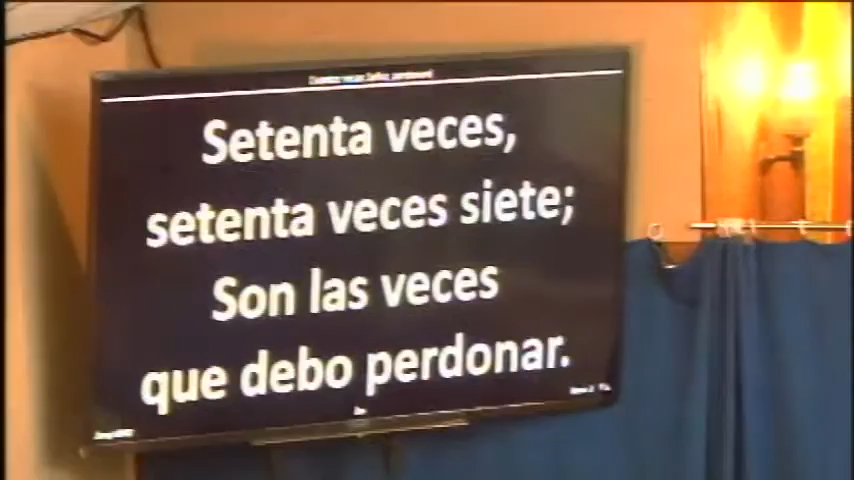 Setenta veces,
setenta veces siete;
Son las veces
que debo perdonar.